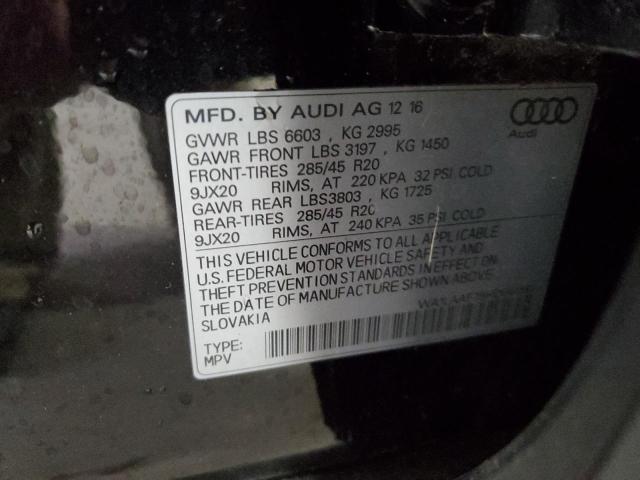 MFD. BY AUDI AG 12 16
Audi
GVWR LBS 6603 , KG 2995
GAWR FRONT LBS 3197 , KG 1450
FRONT-TIRES 285/45 R20
9JX20 RIMS, AT 220 KPA 32 PSI COLD
GAWR REAR LBS3803 , KG 1725
REAR-TIRES 285/45 R20
9JX20 RIMS, AT 240 KPA 35 PSI COLD
THIS VEHICLE CONFORMS TO ALL APPLICABLE
U.S. FEDERAL MOTOR VEHICLE SAFETY AND
THEFT PREVENTION STANDARDS IN EFFECT ON
THE DATE OF MANUFACTURE SHOWN ABOVE.
SLOVAKIA
TYPE:
MPV